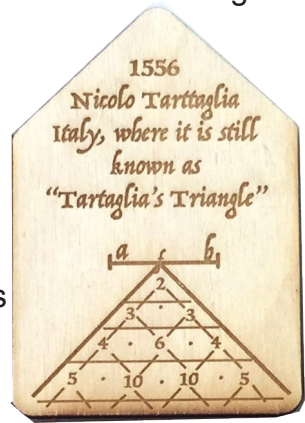 1556
Nicolo Tarttaglia
Italy, where it is still
known as
“Tartaglia’s Triangle”
a c b
2
3 3
4 6 4
5 10 10 5
s